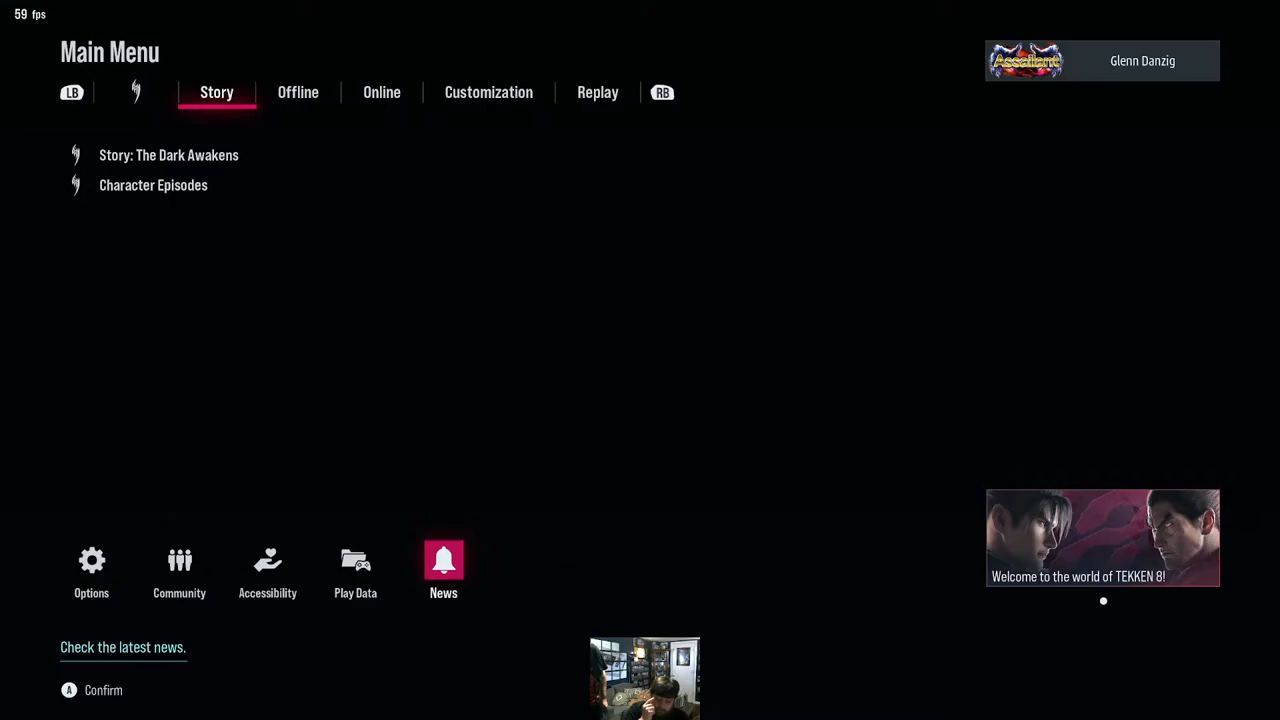 59 fps
Main Menu
Assailant
Glenn Danzig
LB
Story
Offline
Online
Customization
Replay
RB
Story: The Dark Awakens
Character Episodes
Welcome to the world of TEKKEN 8!
Options
Community
Accessibility
Play Data
News
Check the latest news.
A Confirm